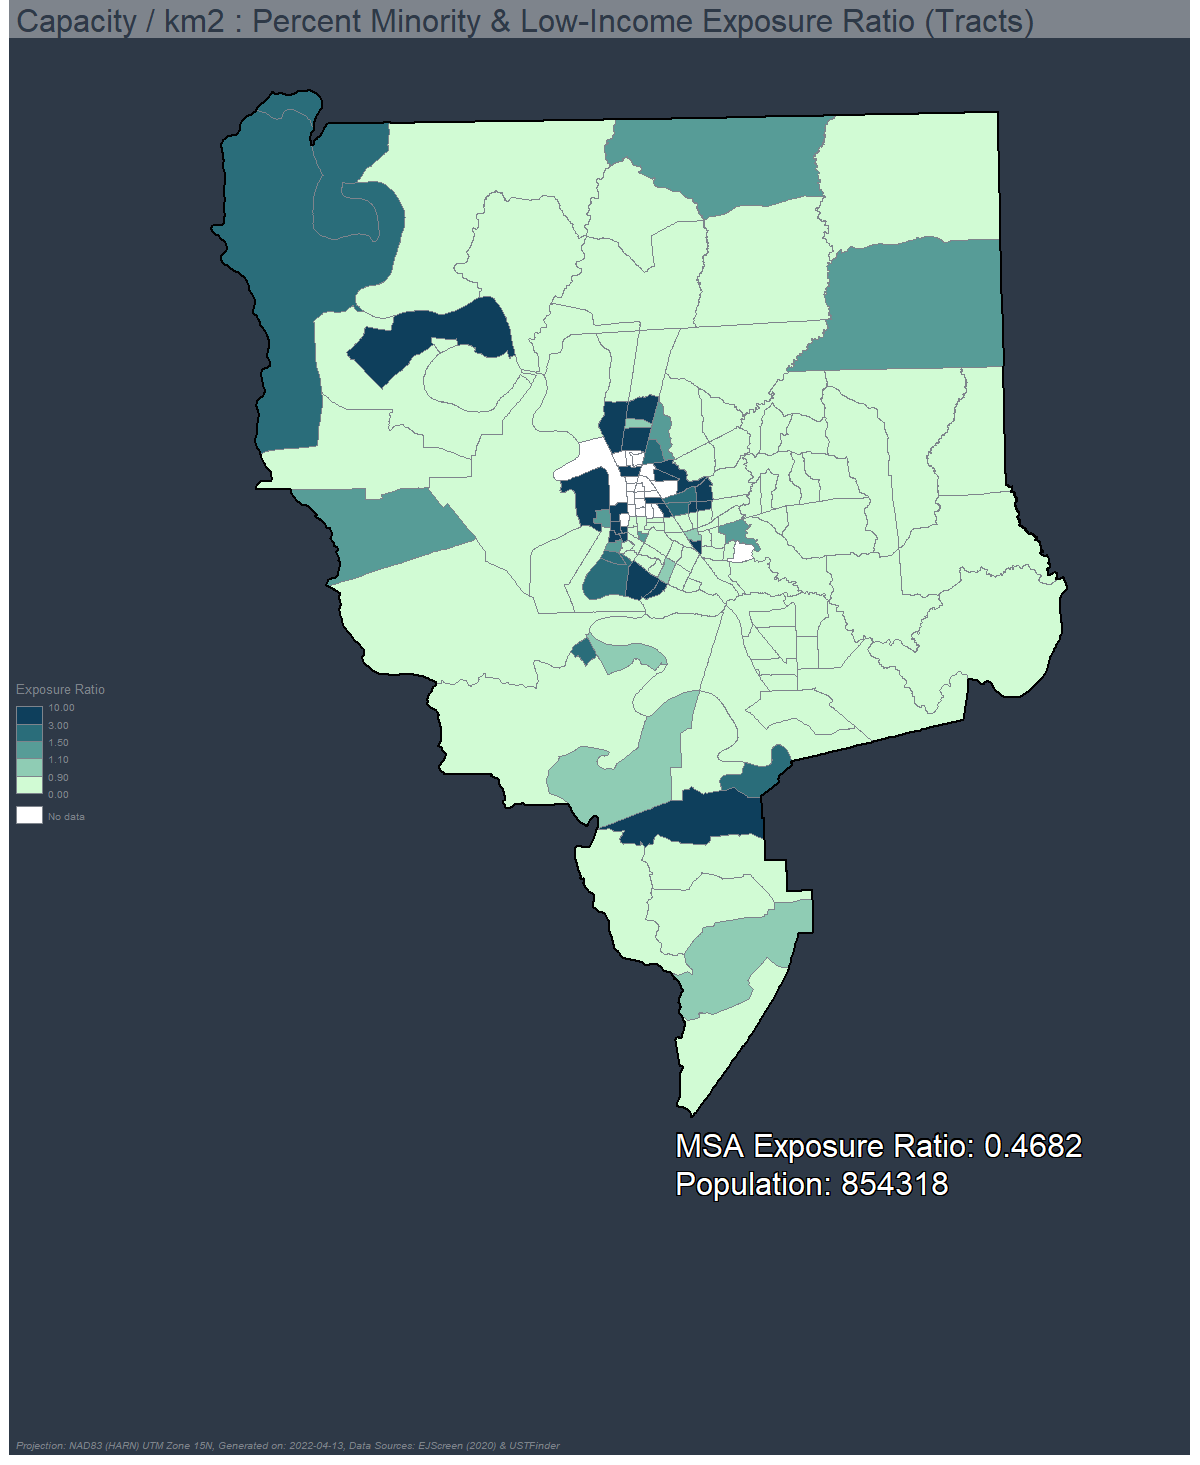 Capacity / km2 : Percent Minority & Low-Income Exposure Ratio (Tracts)
Exposure Ratio
10.00
3.00
1.50
1.10
0.90
0.00
No data
MSA Exposure Ratio: 0.4682
Population: 854318
Projection: NAD83 (HARN) UTM Zone 15N, Generated on: 2022-04-13, Data Sources: EJScreen (2020) & USTFinder